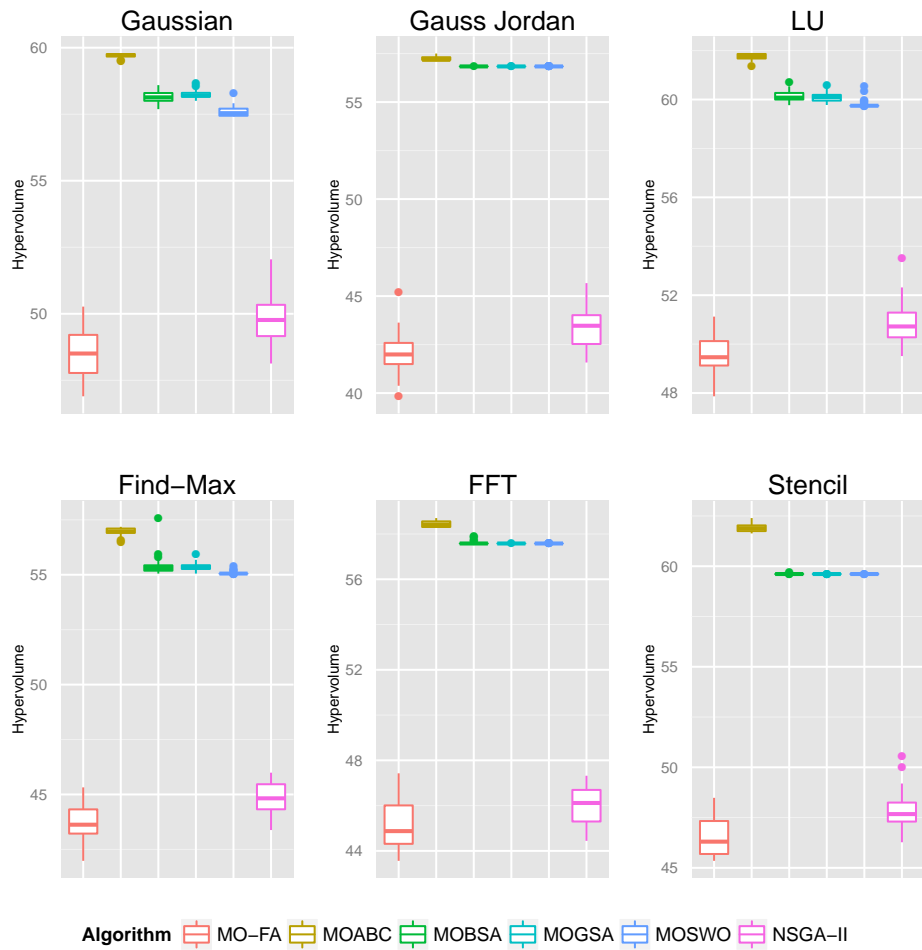 Gaussian
Gauss Jordan
LU
Hypervolume
60
55
50
Hypervolume
55
50
45
40
Hypervolume
60
56
52
48
Find−Max
FFT
Stencil
Hypervolume
55
50
45
Hypervolume
56
52
48
44
Hypervolume
60
55
50
45
Algorithm MO−FA MOABC MOBSA MOGSA MOSWO NSGA−II